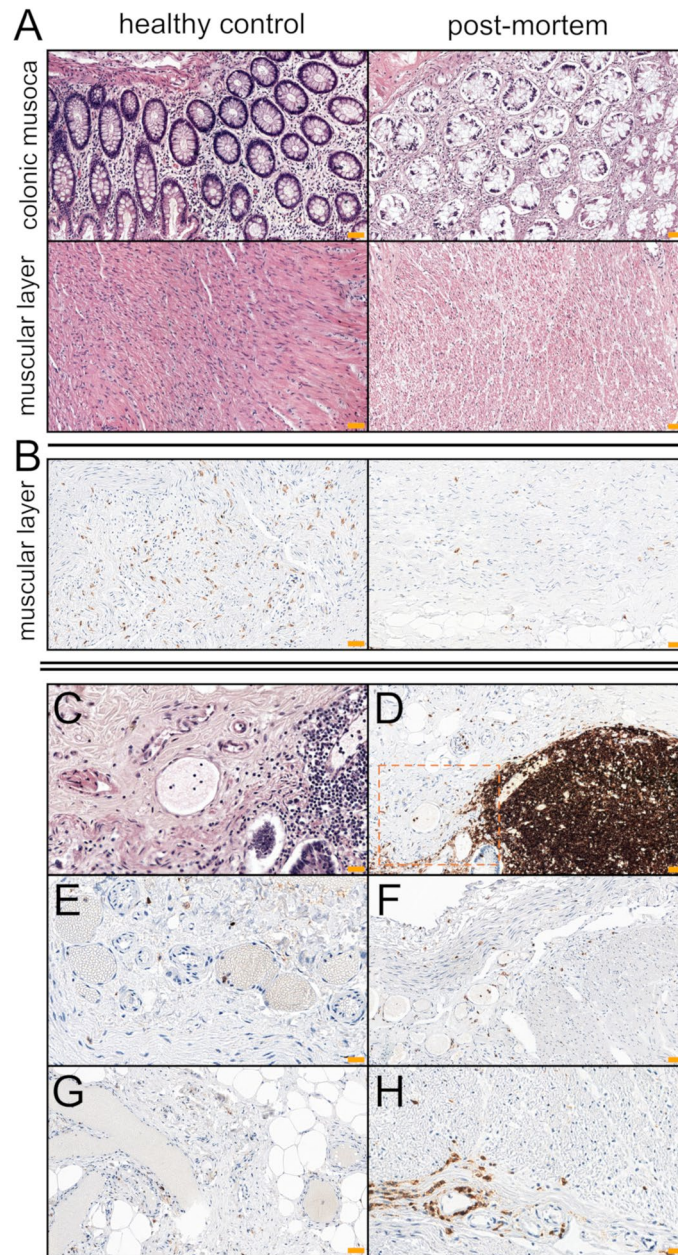 A
healthy control
post-mortem
colonic musoca
muscular layer
B
muscular layer
C
D
E
F
G
H